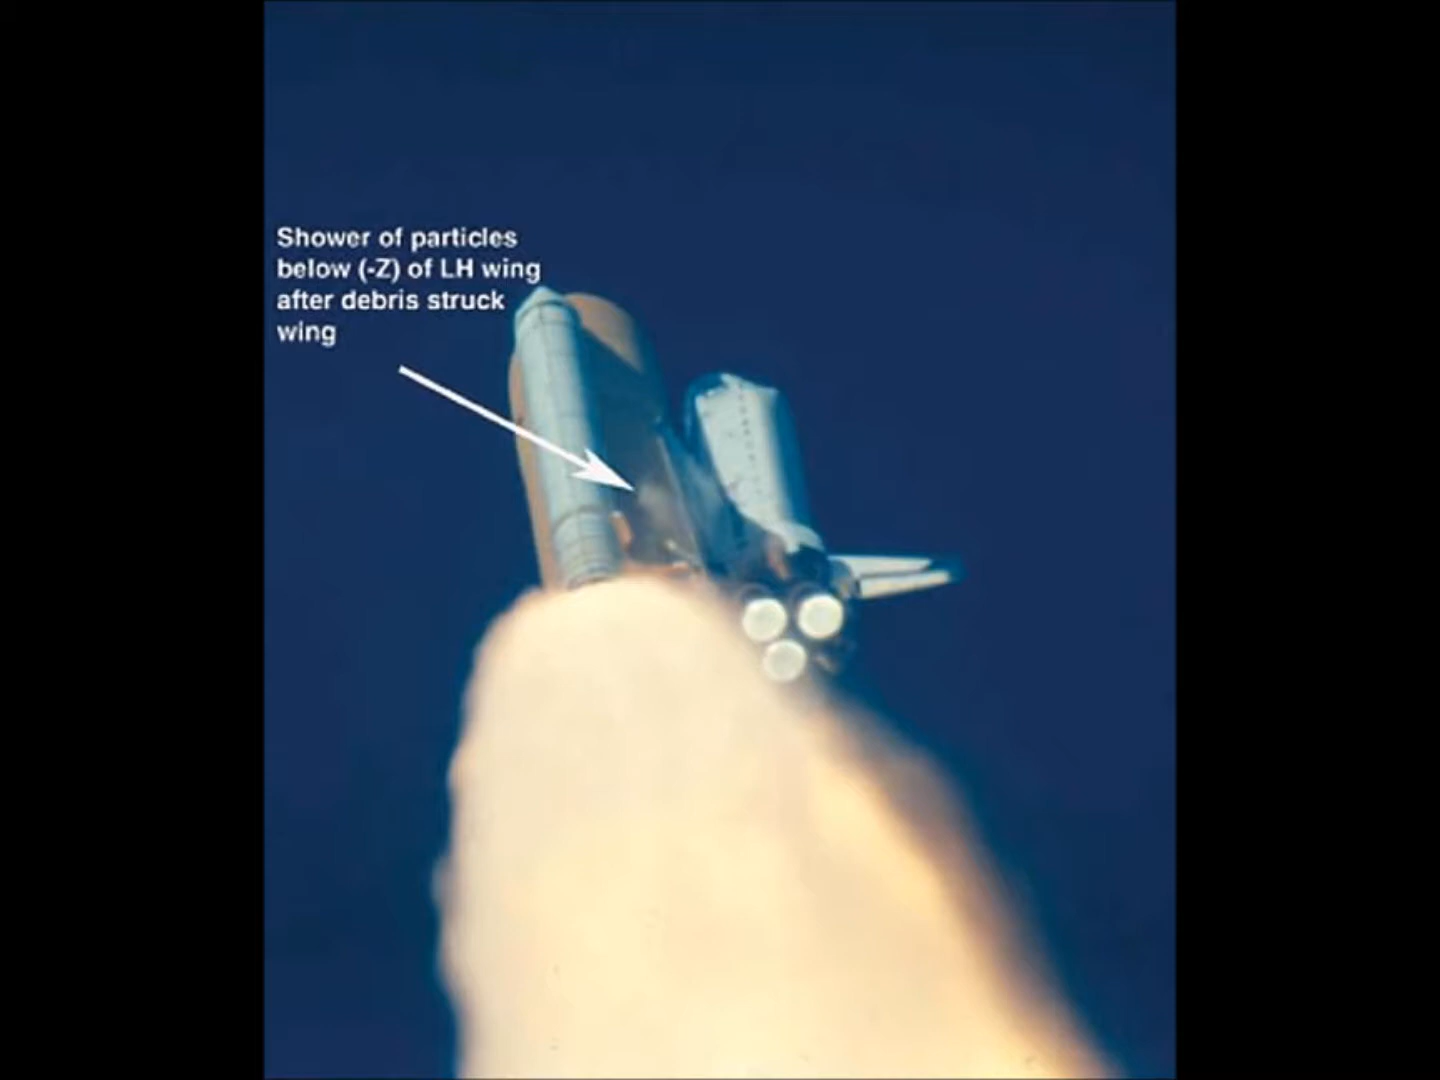 Shower of particles
below (-Z) of LH wing
after debris struck
wing